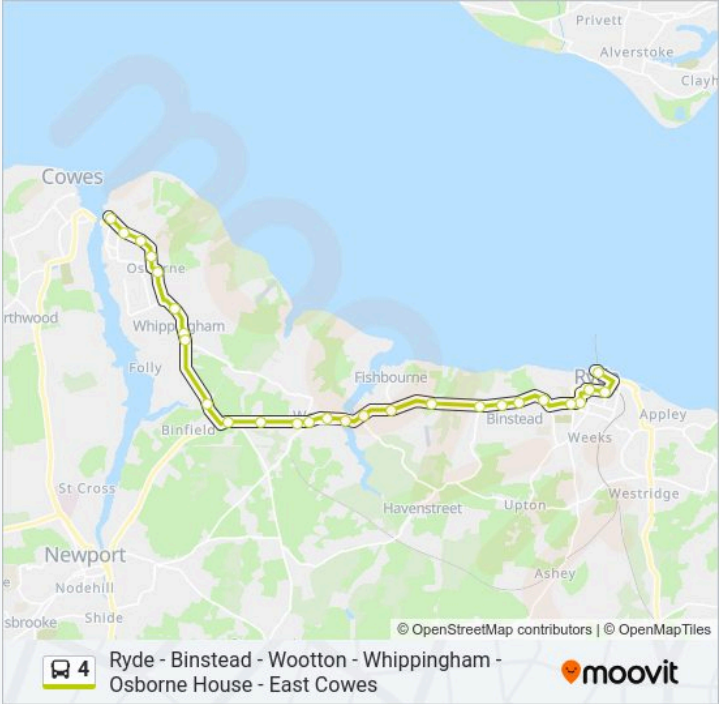 Privett
Alverstoke
Clayh
Cowes
Osborne
rthwood
Whippingham
Folly
Fishbourne
Ry
Appley
Binstead
Binfield
Weeks
St Cross
Westridge
Havenstreet
Upton
Newport
Ashey
Nodehill
e
sbrooke
Shide
© OpenStreetMap contributors | © OpenMapTiles
4
Ryde - Binstead - Wootton - Whippingham -
Osborne House - East Cowes
moovit